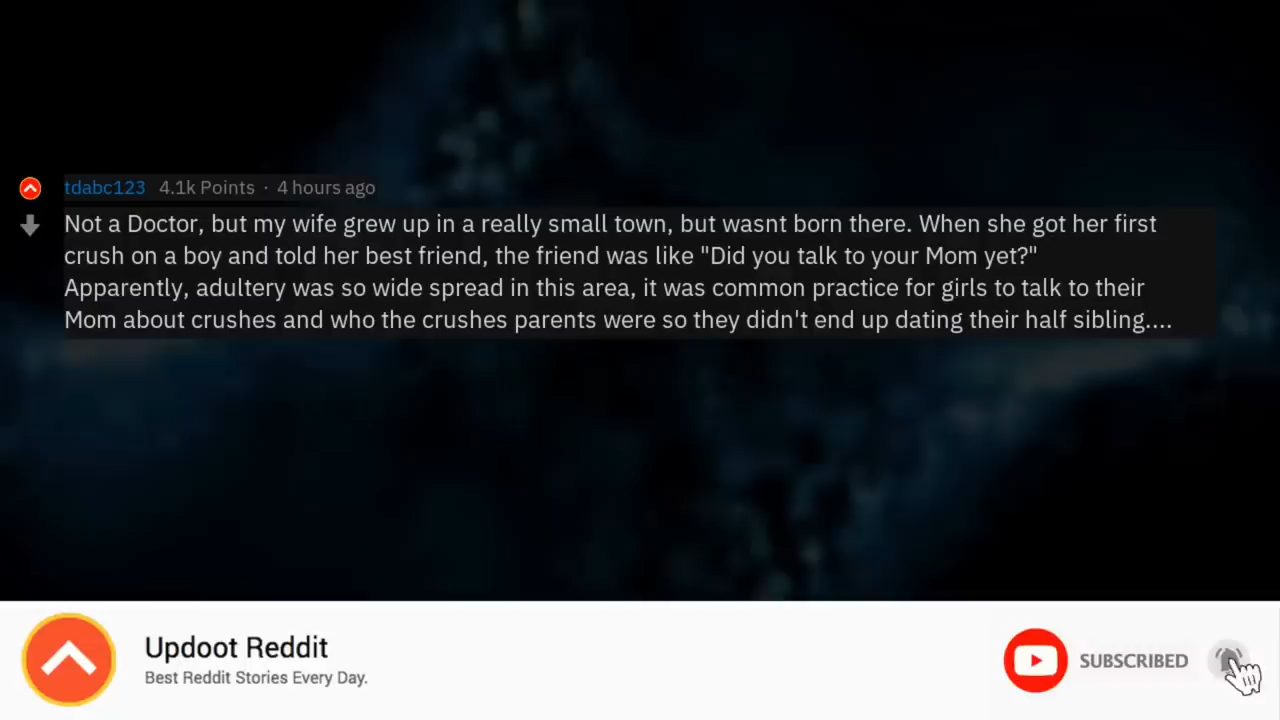 tdabc123 4.1k Points · 4 hours ago
Not a Doctor, but my wife grew up in a really small town, but wasnt born there. When she got her first
crush on a boy and told her best friend, the friend was like "Did you talk to your Mom yet?"
Apparently, adultery was so wide spread in this area, it was common practice for girls to talk to their
Mom about crushes and who the crushes parents were so they didn't end up dating their half sibling....
Updoot Reddit
Best Reddit Stories Every Day.
SUBSCRIBED